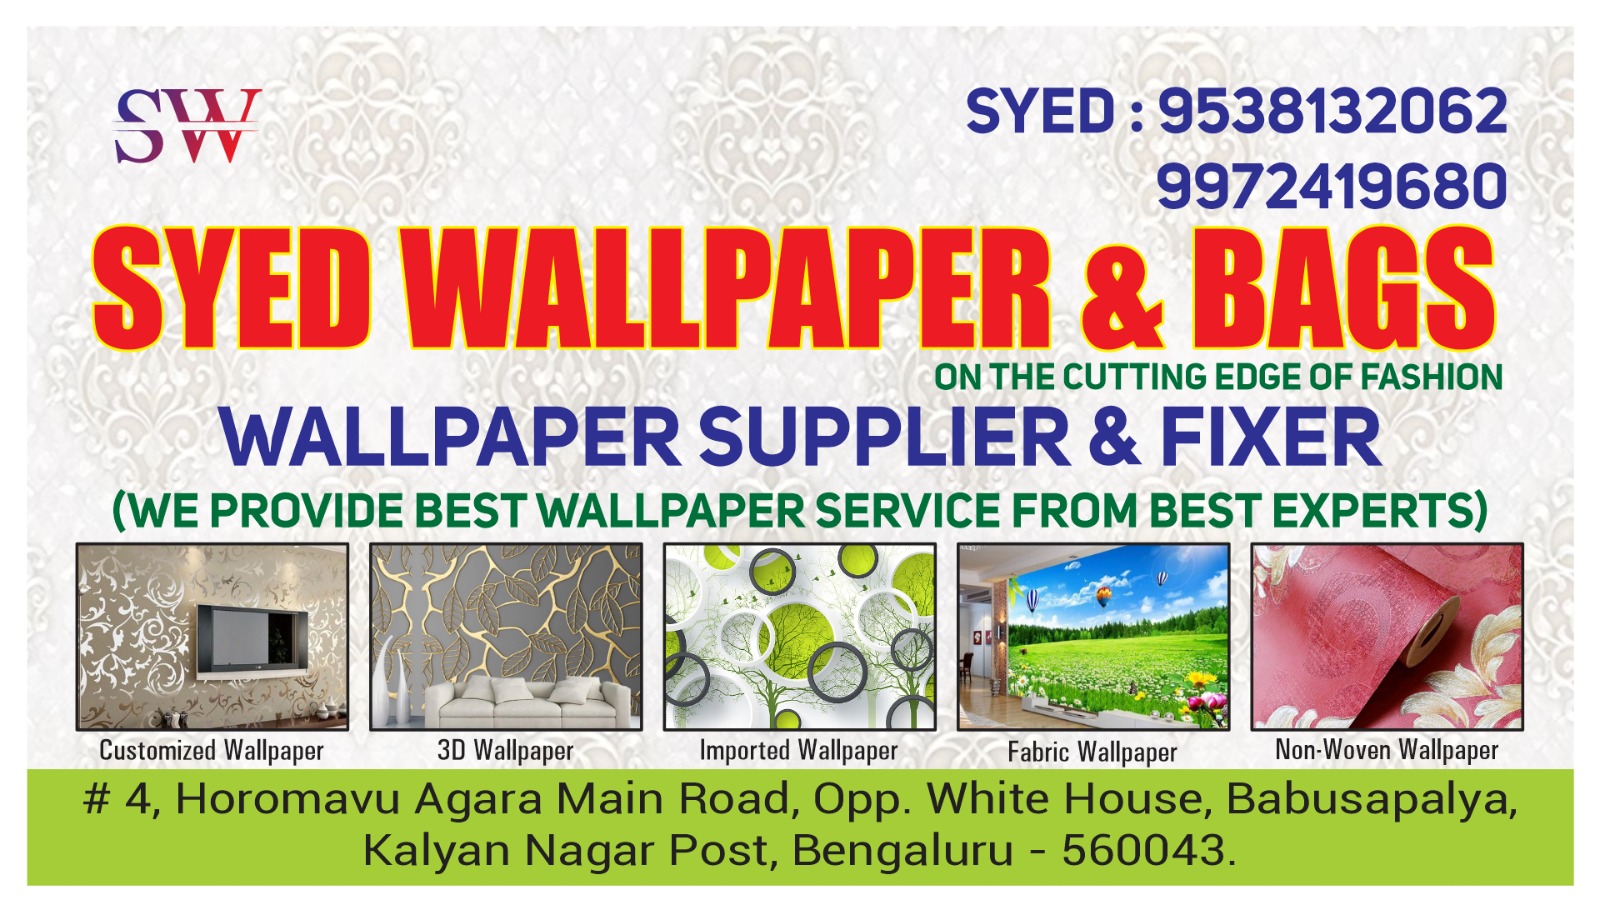 SW
SYED : 9538132062
9972419680
SYED WALLPAPER & BAGS
ON THE CUTTING EDGE OF FASHION
WALLPAPER SUPPLIER & FIXER
(WE PROVIDE BEST WALLPAPER SERVICE FROM BEST EXPERTS)
Customized Wallpaper
3D Wallpaper
Imported Wallpaper
Fabric Wallpaper
Non-Woven Wallpaper
# 4, Horomavu Agara Main Road, Opp. White House, Babusapalya,
Kalyan Nagar Post, Bengaluru - 560043.